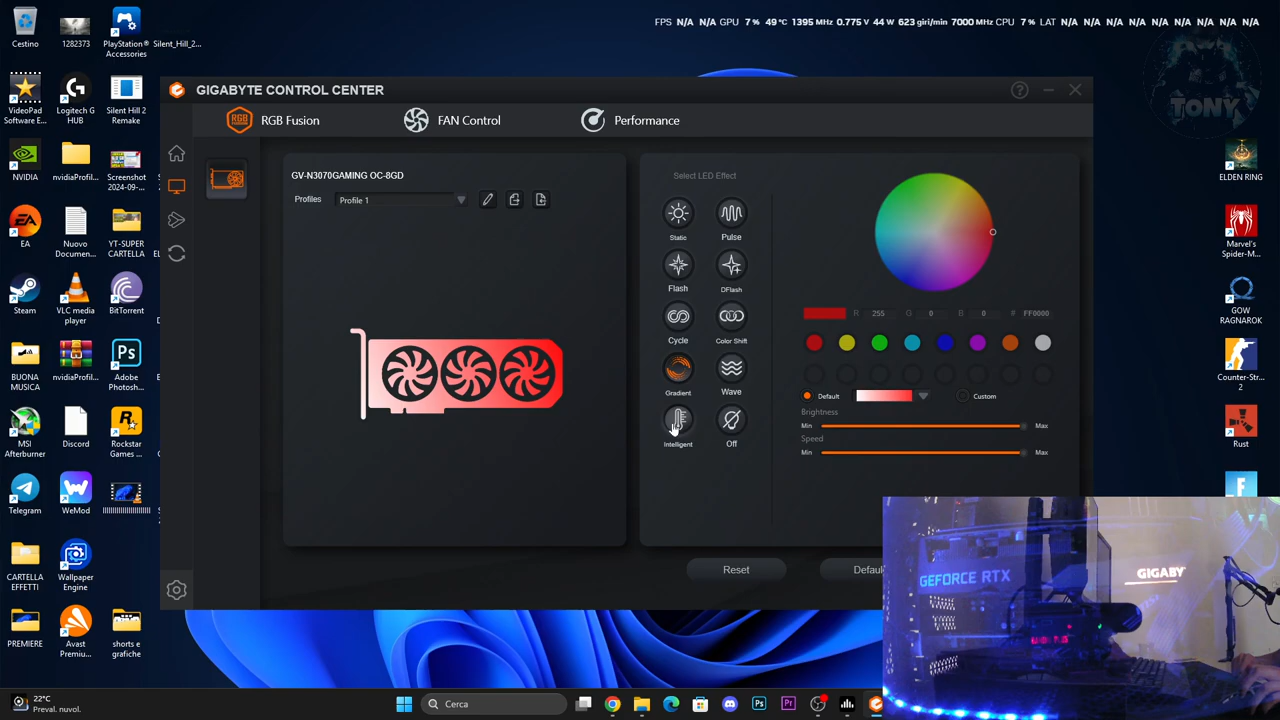 FPS N/A N/A GPU 7 % 49 °C 1395 MHz 0.775 V 44 W 623 giri/min 7000 MHz CPU 7 % LAT N/A N/A N/A N/A N/A N/A N/A N/A
TONY
Cestino
1282373
PlayStation® Accessories
Silent_Hill_2...
VideoPad Software E...
Logitech G HUB
Silent Hill 2 Remake
NVIDIA
nvidiaProfil...
Screenshot 2024-09-...
EA
Nuovo Documen...
YT-SUPER CARTELLA
Steam
VLC media player
BitTorrent
BUONA MUSICA
nvidiaProfil...
Adobe Photosh...
MSI Afterburner
Discord
Rockstar Games ...
Telegram
WeMod
CARTELLA EFFETTI
Wallpaper Engine
PREMIERE
Avast Premiu...
shorts e grafiche
GIGABYTE CONTROL CENTER
RGB FUSION
RGB Fusion
FAN Control
Performance
GV-N3070GAMING OC-8GD
Profiles
Profile 1
Select LED Effect
Static
Pulse
Flash
DFlash
Cycle
Color Shift
Gradient
Wave
Intelligent
Off
R 255 G 0 B 0 # FF0000
Default
Custom
Brightness
Min
Max
Speed
Min
Max
Reset
Defaul
ELDEN RING
Marvel's Spider-M...
GOW RAGNAROK
Counter-Str... 2
Rust
GEFORCE RTX
GIGABY
22°C
Preval. nuvol.
Cerca